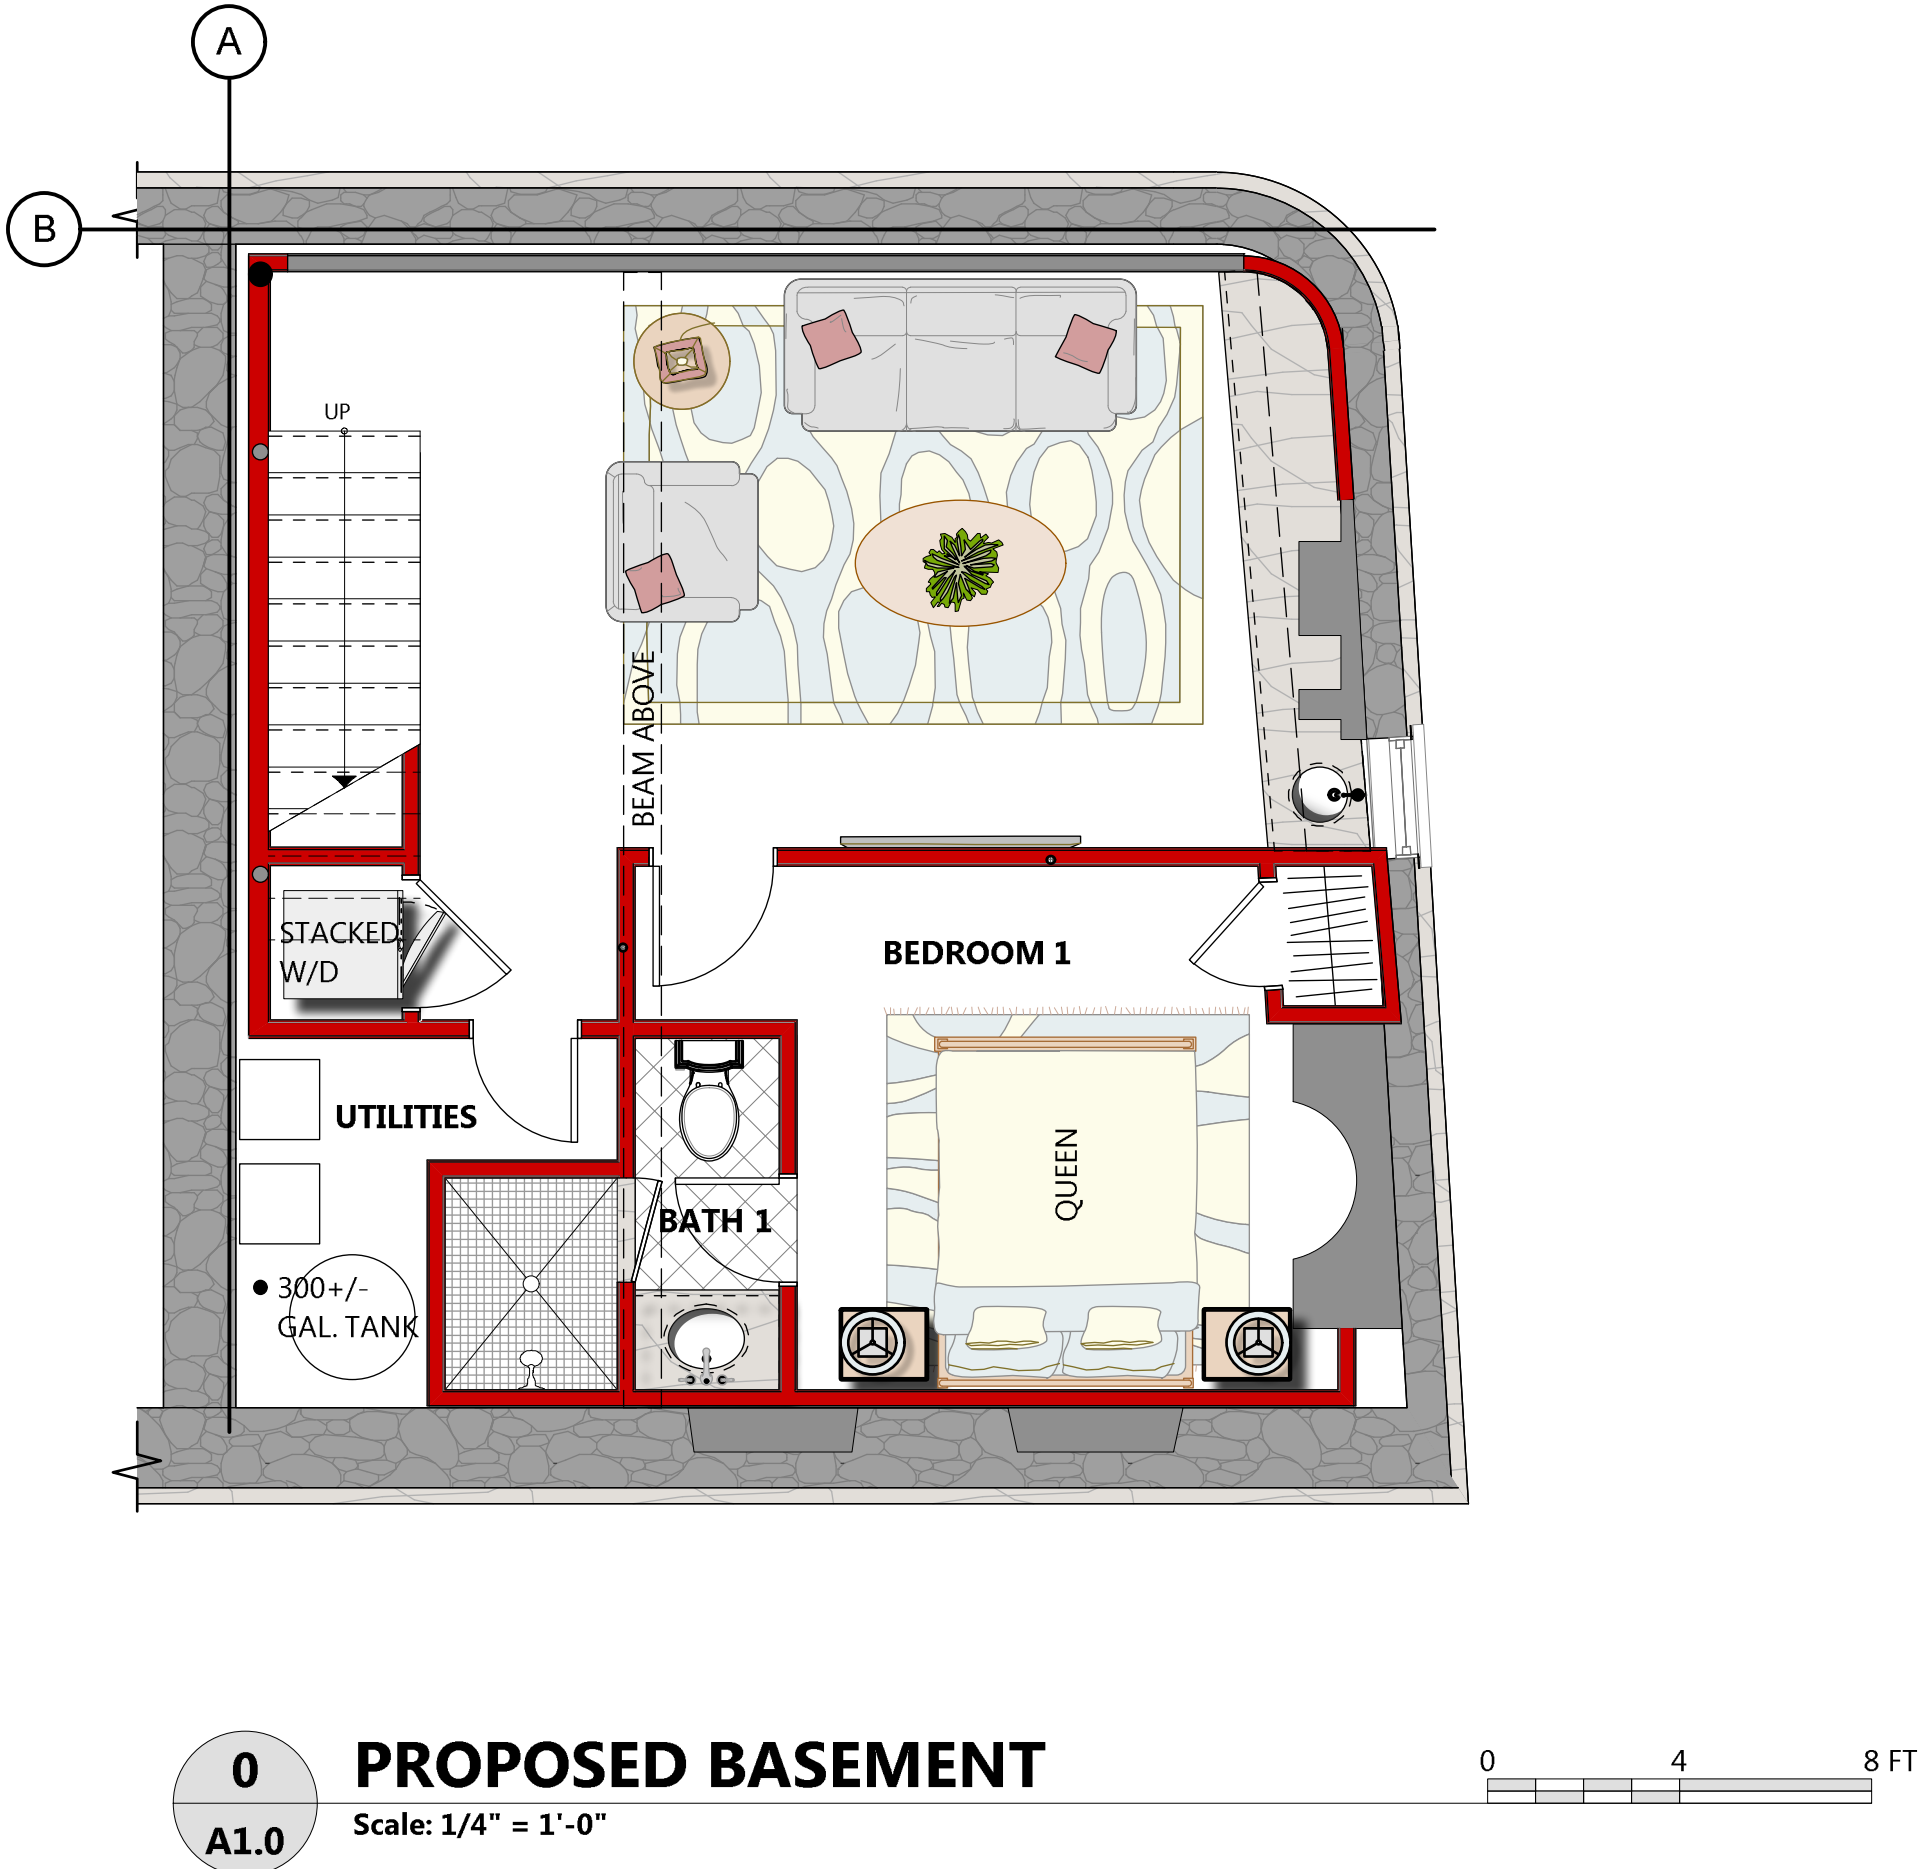 A
B
UP
BEAM ABOVE
STACKED
W/D
BEDROOM 1
UTILITIES
QUEEN
BATH 1
300+/-
GAL. TANK
0
A1.0
PROPOSED BASEMENT
Scale: 1/4" = 1'-0"
0 4 8 FT